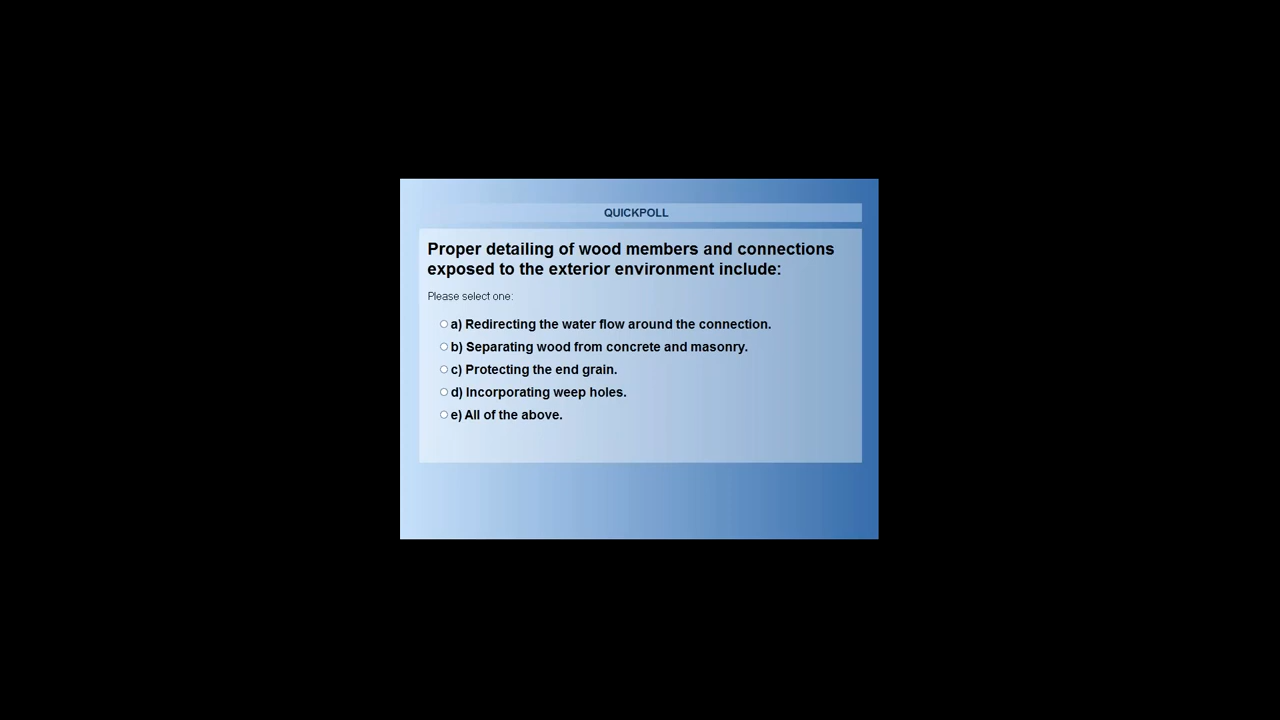 QUICKPOLL
Proper detailing of wood members and connections
exposed to the exterior environment include:
Please select one:
a) Redirecting the water flow around the connection.
b) Separating wood from concrete and masonry.
c) Protecting the end grain.
d) Incorporating weep holes.
e) All of the above.